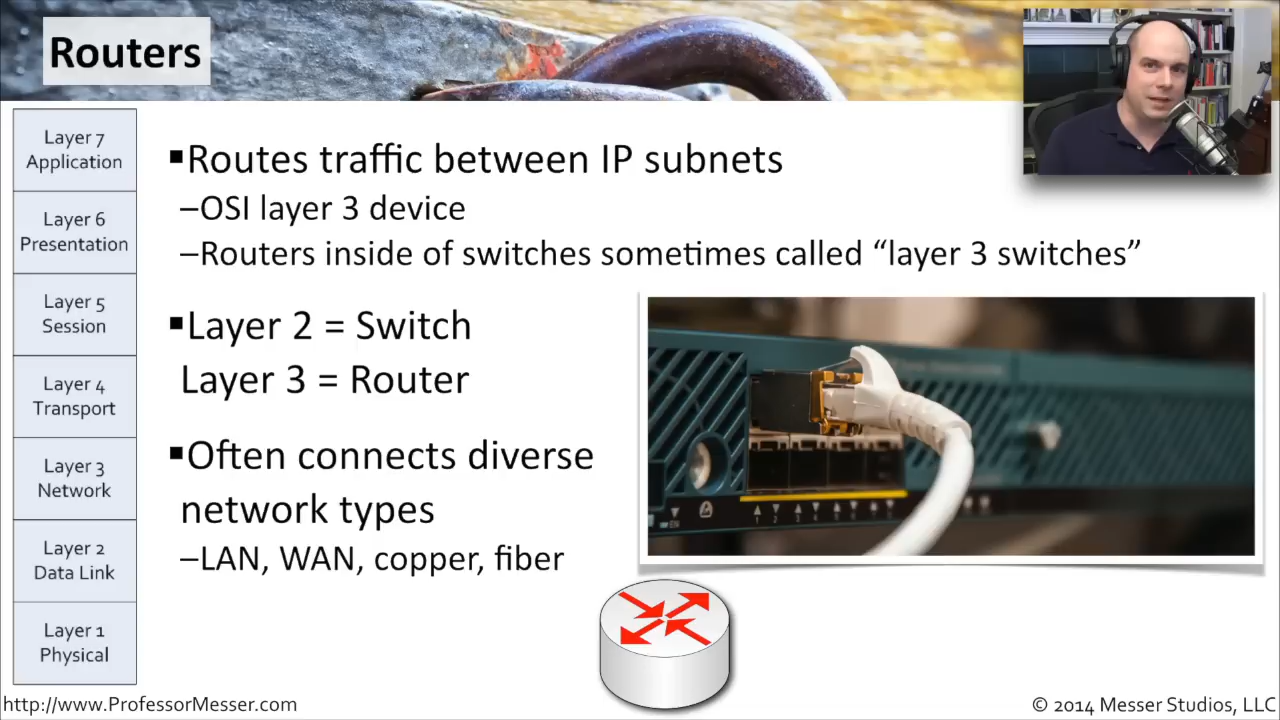 Routers
Layer 7
Application
Layer 6
Presentation
Layer 5
Session
Layer 4
Transport
Layer 3
Network
Layer 2
Data Link
Layer 1
Physical
▪Routes traffic between IP subnets
–OSI layer 3 device
–Routers inside of switches sometimes called “layer 3 switches”
▪Layer 2 = Switch
Layer 3 = Router
▪Often connects diverse
network types
–LAN, WAN, copper, fiber
http://www.ProfessorMesser.com
© 2014 Messer Studios, LLC